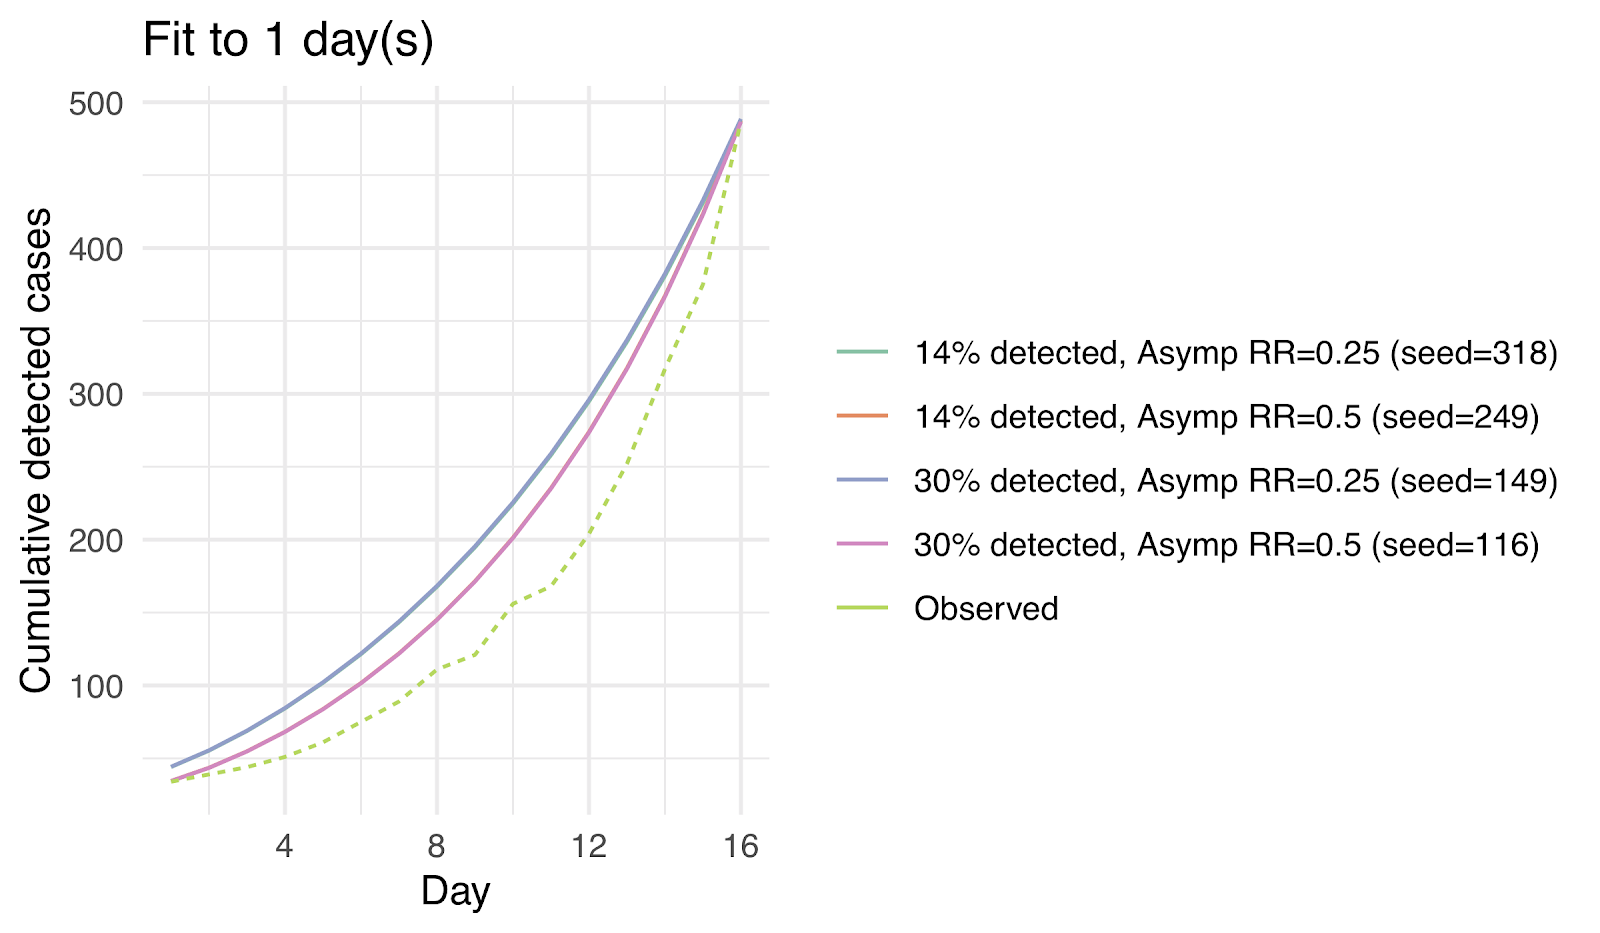 Fit to 1 day(s)
500
400
300
200
100
Cumulative detected cases
4 8 12 16
Day
14% detected, Asymp RR=0.25 (seed=318)
14% detected, Asymp RR=0.5 (seed=249)
30% detected, Asymp RR=0.25 (seed=149)
30% detected, Asymp RR=0.5 (seed=116)
Observed